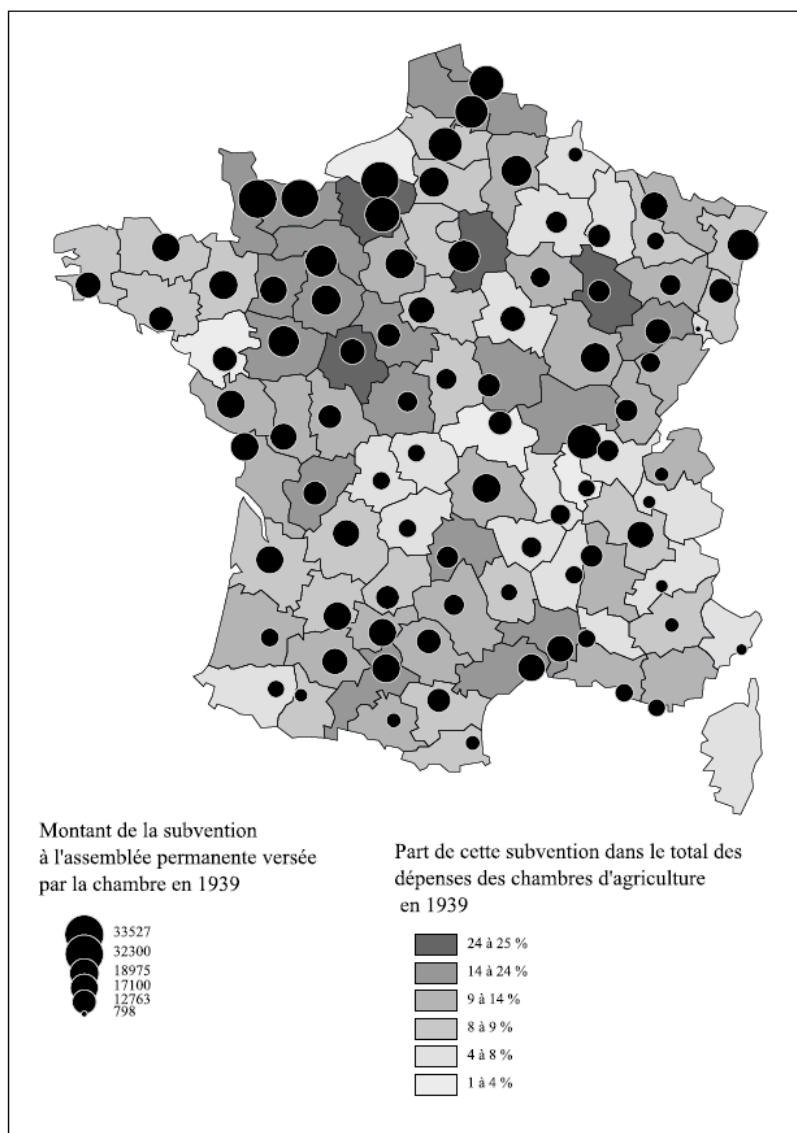 Montant de la subvention
à l'assemblée permanente versée
par la chambre en 1939
33527
32300
18975
17100
12763
798
Part de cette subvention dans le total des
dépenses des chambres d'agriculture
en 1939
24 à 25 %
14 à 24 %
9 à 14 %
8 à 9 %
4 à 8 %
1 à 4 %